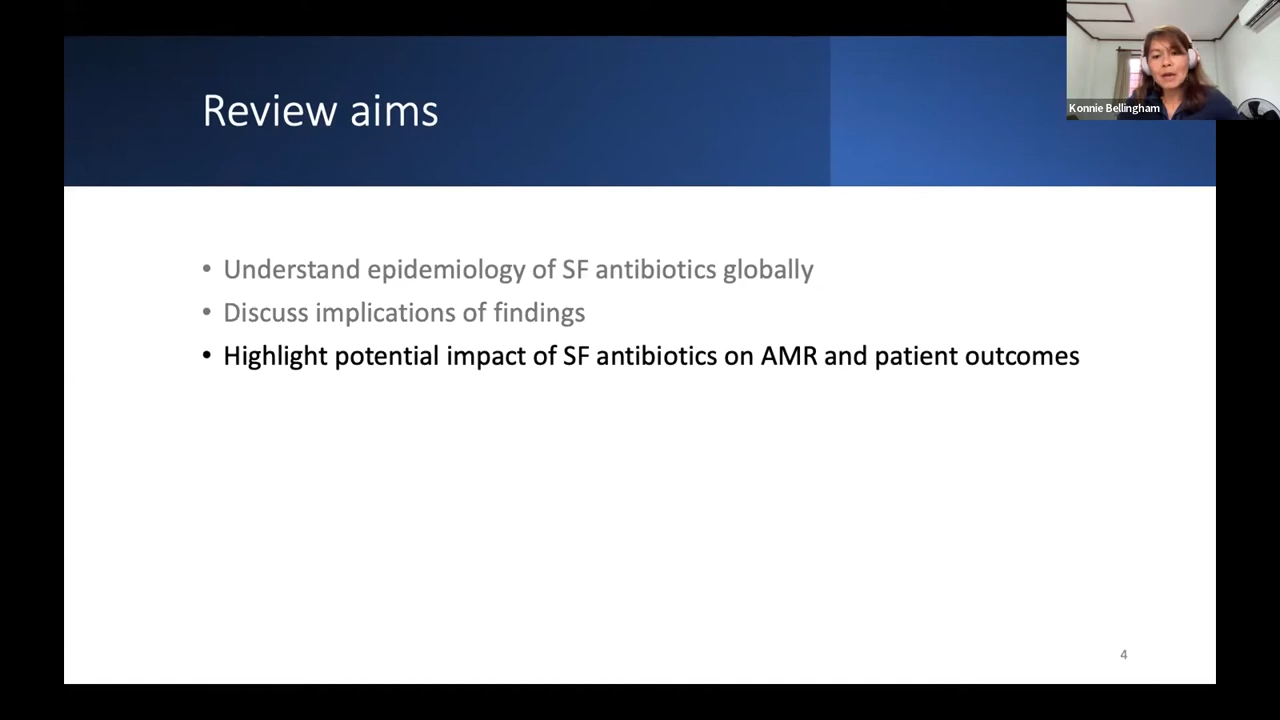 Review aims
Konnie Bellingham
• Understand epidemiology of SF antibiotics globally
• Discuss implications of findings
• Highlight potential impact of SF antibiotics on AMR and patient outcomes
4